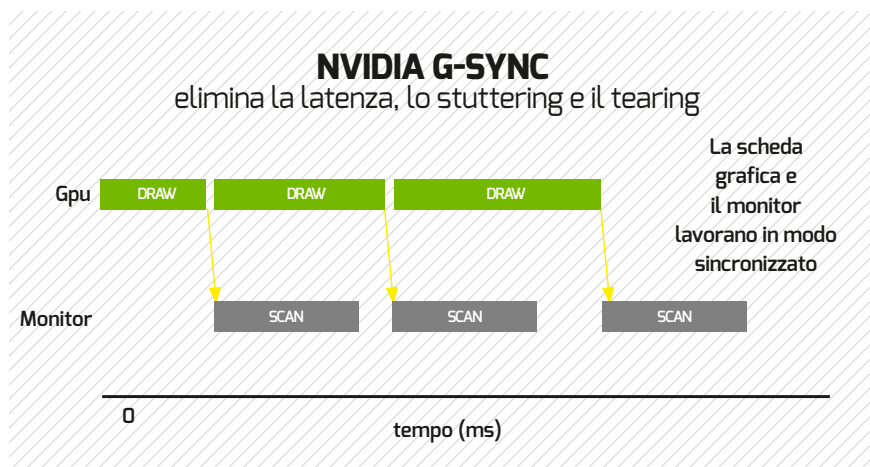 NVIDIA G-SYNC
elimina la latenza, lo stuttering e il tearing
La scheda
grafica e
il monitor
lavorano in modo
sincronizzato
Gpu
DRAW
DRAW
DRAW
Monitor
SCAN
SCAN
SCAN
0
tempo (ms)